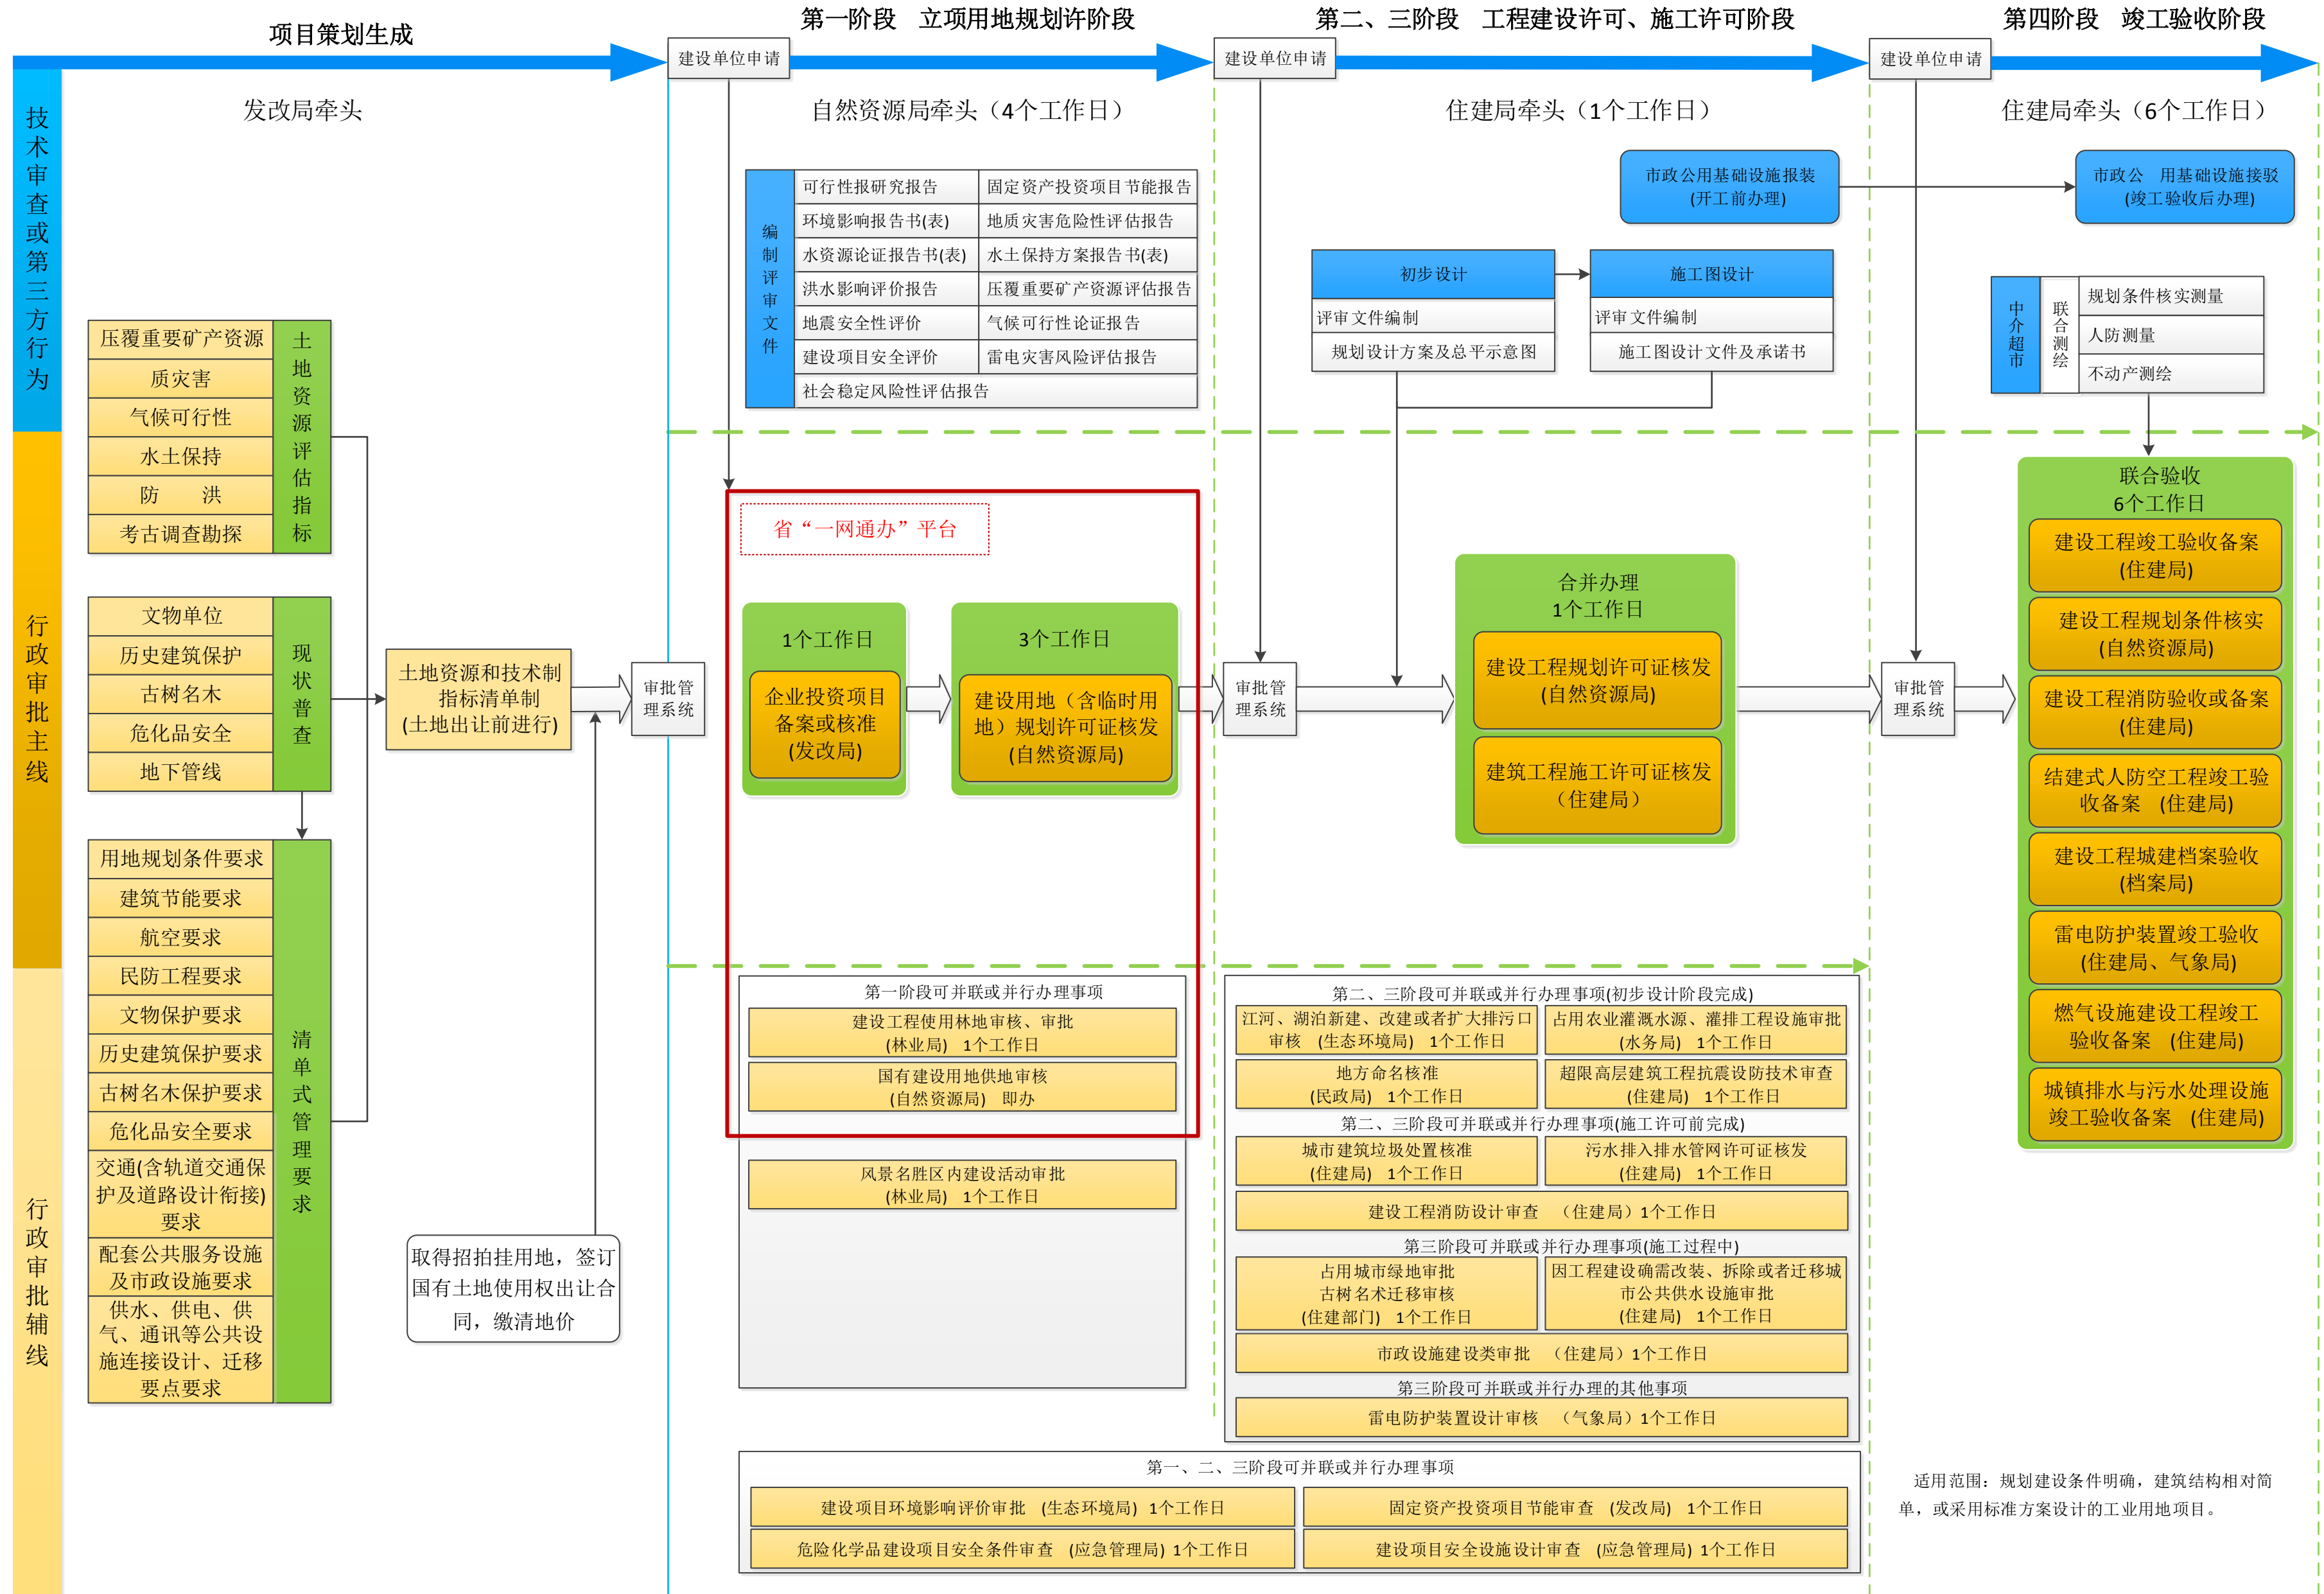 项目策划生成
第一阶段　立项用地规划许阶段
第二、三阶段　工程建设许可、施工许可阶段
第四阶段　竣工验收阶段
建设单位申请
建设单位申请
建设单位申请
发改局牵头
自然资源局牵头（4个工作日）
住建局牵头（1个工作日）
住建局牵头（6个工作日）
技术审查或第三方行为
行政审批主线
行政审批辅线
压覆重要矿产资源
质灾害
气候可行性
水土保持
防　　洪
考古调查勘探
土地资源评估指标
文物单位
历史建筑保护
古树名木
危化品安全
地下管线
现状普查
用地规划条件要求
建筑节能要求
航空要求
民防工程要求
文物保护要求
历史建筑保护要求
古树名木保护要求
危化品安全要求
交通(含轨道交通保
护及道路设计衔接)
要求
配套公共服务设施
及市政设施要求
供水、供电、供
气、通讯等公共设
施连接设计、迁移
要点要求
清单式管理要求
土地资源和技术制
指标清单制
(土地出让前进行)
取得招拍挂用地，签订
国有土地使用权出让合
同，缴清地价
审批管
理系统
编制评审文件
可行性报研究报告
固定资产投资项目节能报告
环境影响报告书(表)
地质灾害危险性评估报告
水资源论证报告书(表)
水土保持方案报告书(表)
洪水影响评价报告
压覆重要矿产资源评估报告
地震安全性评价
气候可行性论证报告
建设项目安全评价
雷电灾害风险评估报告
社会稳定风险性评估报告
省“一网通办”平台
1个工作日
企业投资项目
备案或核准
(发改局)
3个工作日
建设用地（含临时用
地）规划许可证核发
(自然资源局)
第一阶段可并联或并行办理事项
建设工程使用林地审核、审批
(林业局)　1个工作日
国有建设用地供地审核
(自然资源局)　即办
风景名胜区内建设活动审批
(林业局)　1个工作日
市政公用基础设施报装
(开工前办理)
初步设计
评审文件编制
规划设计方案及总平示意图
施工图设计
评审文件编制
施工图设计文件及承诺书
审批管
理系统
合并办理
1个工作日
建设工程规划许可证核发
(自然资源局)
建筑工程施工许可证核发
（住建局）
第二、三阶段可并联或并行办理事项(初步设计阶段完成)
江河、湖泊新建、改建或者扩大排污口
审核　(生态环境局)　1个工作日
占用农业灌溉水源、灌排工程设施审批
(水务局)　1个工作日
地方命名核准
(民政局)　1个工作日
超限高层建筑工程抗震设防技术审查
(住建局)　1个工作日
第二、三阶段可并联或并行办理事项(施工许可前完成)
城市建筑垃圾处置核准
(住建局)　1个工作日
污水排入排水管网许可证核发
(住建局)　1个工作日
建设工程消防设计审查　（住建局）1个工作日
第三阶段可并联或并行办理事项(施工过程中)
占用城市绿地审批
古树名术迁移审核
(住建部门)　1个工作日
因工程建设确需改装、拆除或者迁移城
市公共供水设施审批
(住建局)　1个工作日
市政设施建设类审批　（住建局）1个工作日
第三阶段可并联或并行办理的其他事项
雷电防护装置设计审核　（气象局）1个工作日
第一、二、三阶段可并联或并行办理事项
建设项目环境影响评价审批　(生态环境局)　1个工作日
固定资产投资项目节能审查　(发改局)　1个工作日
危险化学品建设项目安全条件审查　(应急管理局) 1个工作日
建设项目安全设施设计审查　(应急管理局) 1个工作日
市政公　用基础设施接驳
(竣工验收后办理)
中介超市
联合测绘
规划条件核实测量
人防测量
不动产测绘
审批管
理系统
联合验收
6个工作日
建设工程竣工验收备案
(住建局)
建设工程规划条件核实
(自然资源局)
建设工程消防验收或备案
(住建局)
结建式人防空工程竣工验
收备案　(住建局)
建设工程城建档案验收
(档案局)
雷电防护装置竣工验收
(住建局、气象局)
燃气设施建设工程竣工
验收备案　(住建局)
城镇排水与污水处理设施
竣工验收备案　(住建局)
适用范围：规划建设条件明确，建筑结构相对简
单，或采用标准方案设计的工业用地项目。